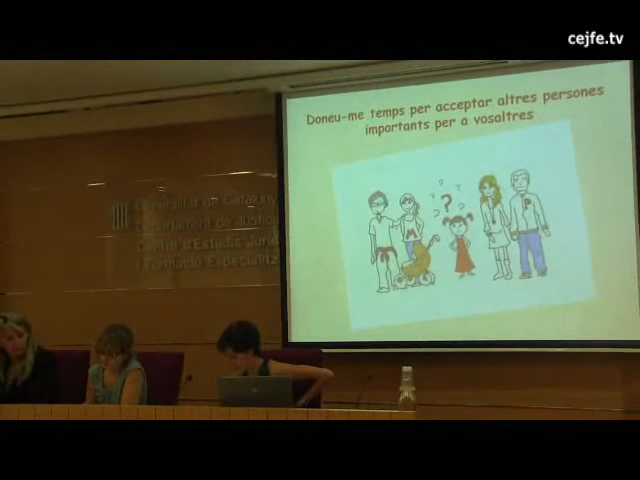 cejfe.tv
Doneu-me temps per acceptar altres persones
importants per a vosaltres
? ? ? ? ? ?
M P
Generalitat de Catalunya
Departament de Justícia
Centre d'Estudis Jurídics
i Formació Especialitz